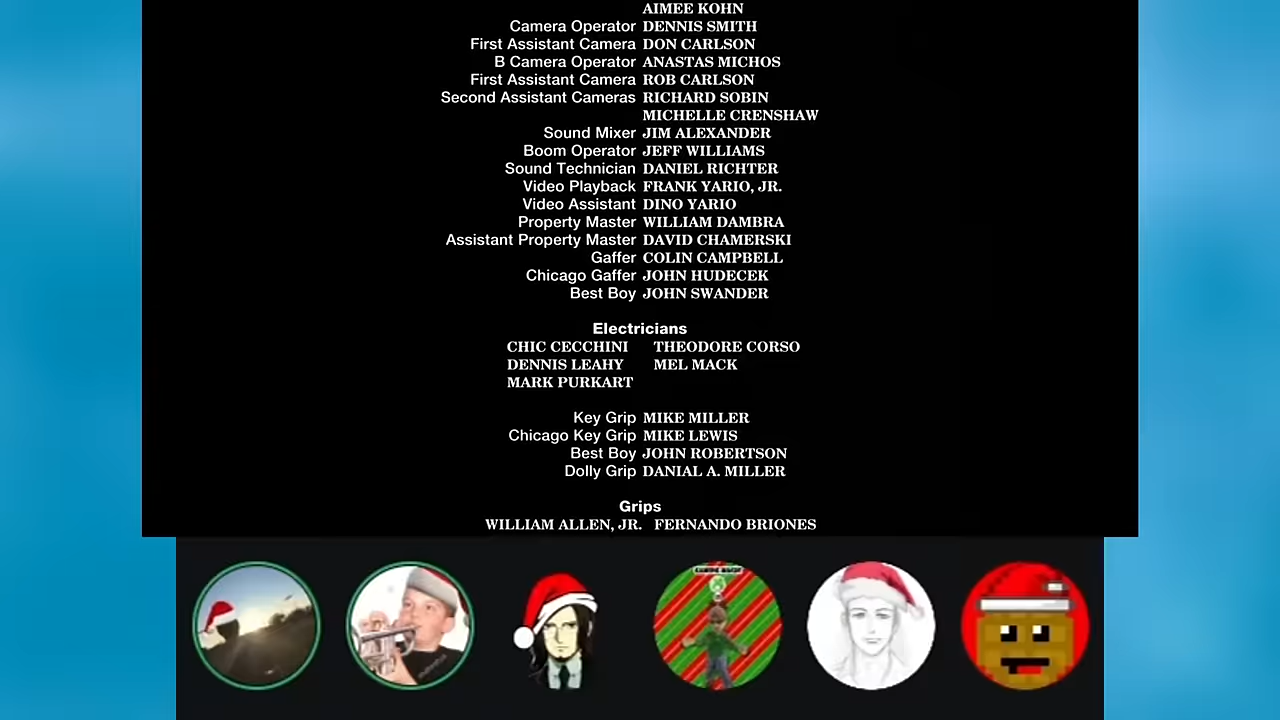 AIMEE KOHN
Camera Operator DENNIS SMITH
First Assistant Camera DON CARLSON
B Camera Operator ANASTAS MICHOS
First Assistant Camera ROB CARLSON
Second Assistant Cameras RICHARD SOBIN
MICHELLE CRENSHAW
Sound Mixer JIM ALEXANDER
Boom Operator JEFF WILLIAMS
Sound Technician DANIEL RICHTER
Video Playback FRANK YARIO, JR.
Video Assistant DINO YARIO
Property Master WILLIAM DAMBRA
Assistant Property Master DAVID CHAMERSKI
Gaffer COLIN CAMPBELL
Chicago Gaffer JOHN HUDECEK
Best Boy JOHN SWANDER
Electricians
CHIC CECCHINI THEODORE CORSO
DENNIS LEAHY MEL MACK
MARK PURKART
Key Grip MIKE MILLER
Chicago Key Grip MIKE LEWIS
Best Boy JOHN ROBERTSON
Dolly Grip DANIAL A. MILLER
Grips
WILLIAM ALLEN, JR. FERNANDO BRIONES